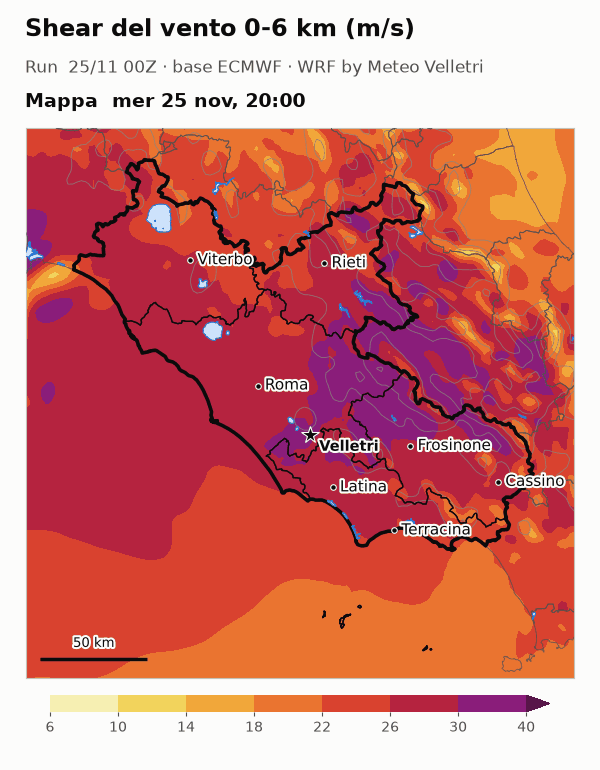 Shear del vento 0-6 km (m/s)
Run  25/11 00Z · base ECMWF · WRF by Meteo Velletri
Mappa  mer 25 nov, 20:00
Viterbo
Rieti
Roma
Velletri
Frosinone
Cassino
Latina
Terracina
50 km
6 10 14 18 22 26 30 40